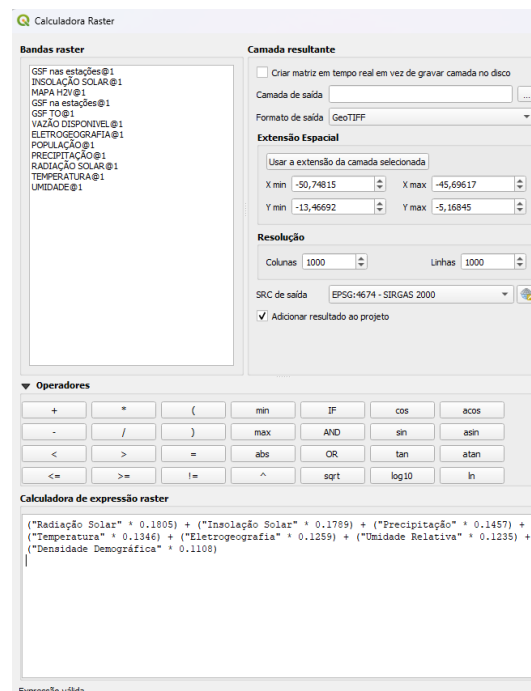 Calculadora Raster
Bandas raster
GSF nas estações@1
INSOLAÇÃO SOLAR@1
MAPA H2V@1
GSF na estações@1
GSF TO@1
VAZÃO DISPONIVEL@1
ELETROGEOGRAFIA@1
POPULAÇÃO@1
PRECIPITAÇÃO@1
RADIAÇÃO SOLAR@1
TEMPERATURA@1
UMIDADE@1
Camada resultante
Criar matriz em tempo real em vez de gravar camada no disco
Camada de saída ...
Formato de saída GeoTIFF
Extensão Espacial
Usar a extensão da camada selecionada
X min -50,74815 X max -45,69617
Y min -13,46692 Y max -5,16845
Resolução
Colunas 1000 Linhas 1000
SRC de saída EPSG:4674 - SIRGAS 2000
Adicionar resultado ao projeto
Operadores
+ * ( min IF cos acos
- / ) max AND sin asin
< > = abs OR tan atan
<= >= != ^ sqrt log10 ln
Calculadora de expressão raster
("Radiação Solar" * 0.1805) + ("Insolação Solar" * 0.1789) + ("Precipitação" * 0.1457) +
("Temperatura" * 0.1346) + ("Eletrogeografia" * 0.1259) + ("Umidade Relativa" * 0.1235) +
("Densidade Demográfica" * 0.1108)
Expressão válida